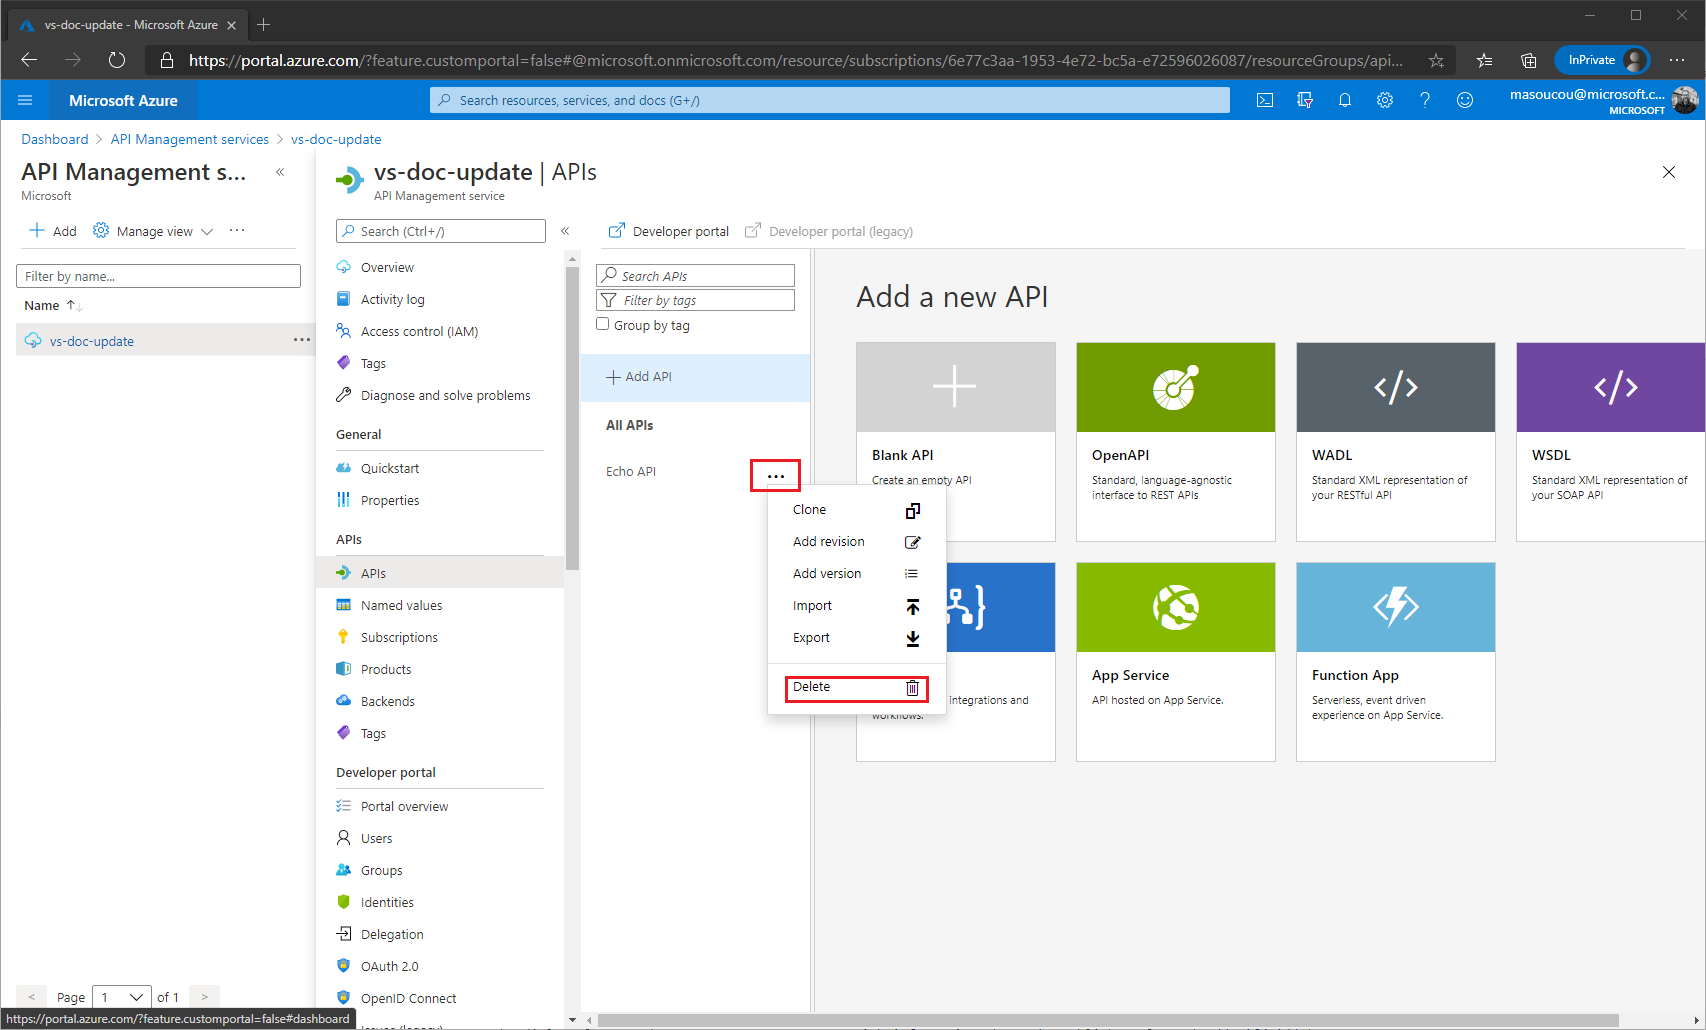 vs-doc-update - Microsoft Azure
https://portal.azure.com/?feature.customportal=false#@microsoft.onmicrosoft.com/resource/subscriptions/6e77c3aa-1953-4e72-bc5a-e72596026087/resourceGroups/api...
InPrivate
Microsoft Azure
Search resources, services, and docs (G+/)
masoucou@microsoft.c...
MICROSOFT
Dashboard > API Management services > vs-doc-update
API Management s...
Microsoft
Add
Manage view
Filter by name...
Name
vs-doc-update
Page 1 of 1
https://portal.azure.com/?feature.customportal=false#dashboard
vs-doc-update | APIs
API Management service
Search (Ctrl+/)
Overview
Activity log
Access control (IAM)
Tags
Diagnose and solve problems
General
Quickstart
Properties
APIs
APIs
Named values
Subscriptions
Products
Backends
Tags
Developer portal
Portal overview
Users
Groups
Identities
Delegation
OAuth 2.0
OpenID Connect
Developer portal
Developer portal (legacy)
Search APIs
Filter by tags
Group by tag
Add API
All APIs
Echo API
Clone
Add revision
Add version
Import
Export
Delete
Add a new API
Blank API
Create an empty API
OpenAPI
Standard, language-agnostic
interface to REST APIs
WADL
Standard XML representation of
your RESTful API
WSDL
Standard XML representation of
your SOAP API
integrations and
workflows.
App Service
API hosted on App Service.
Function App
Serverless, event driven
experience on App Service.